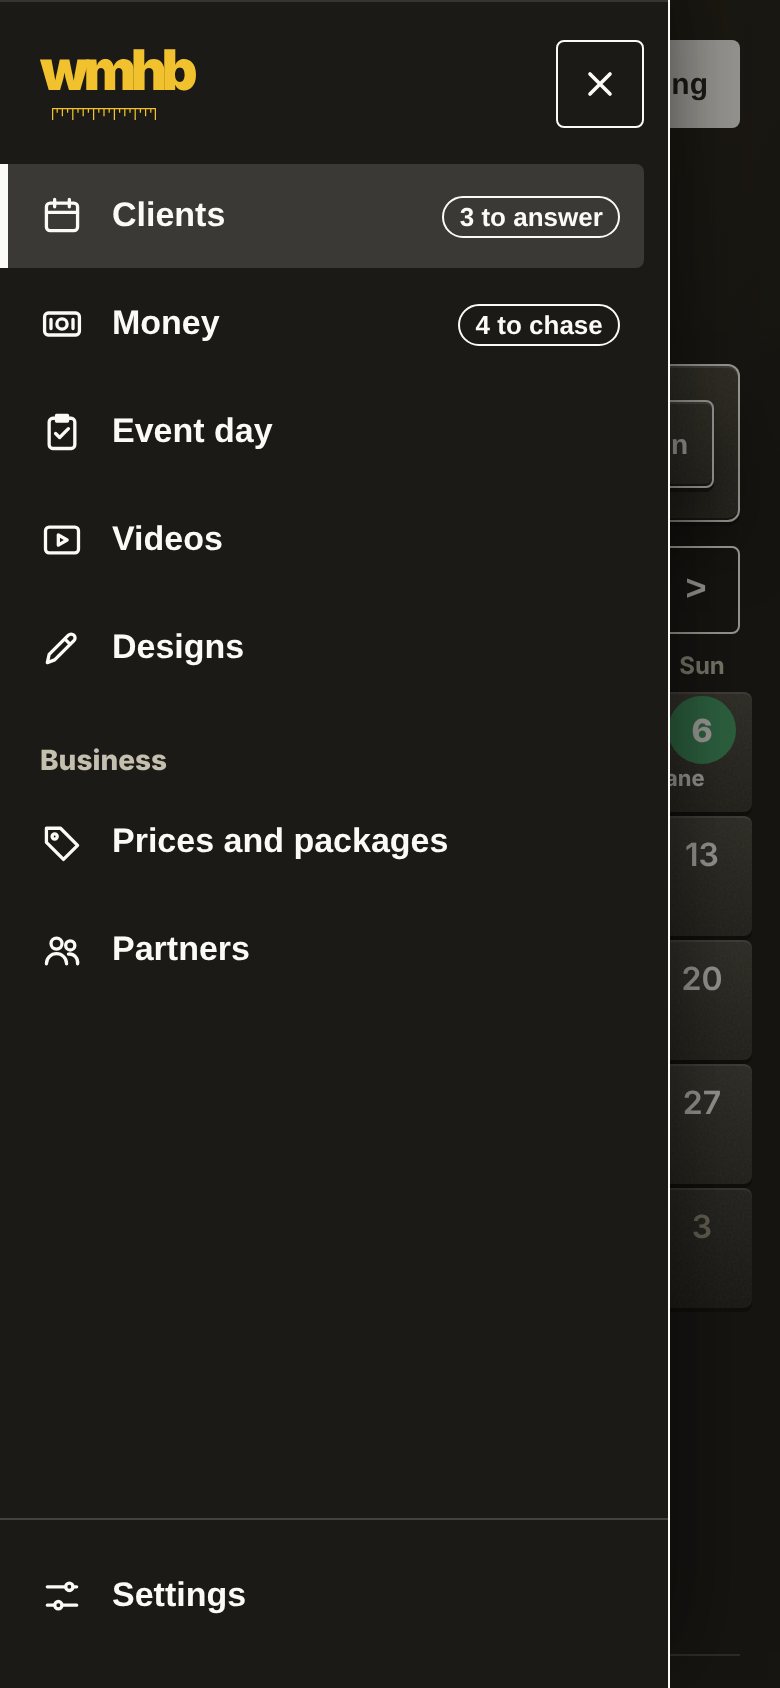 wmhb
Clients
3 to answer
Money
4 to chase
Event day
Videos
Designs
Business
Prices and packages
Partners
Settings
ng
n
>
Sun
6
ane
13
20
27
3